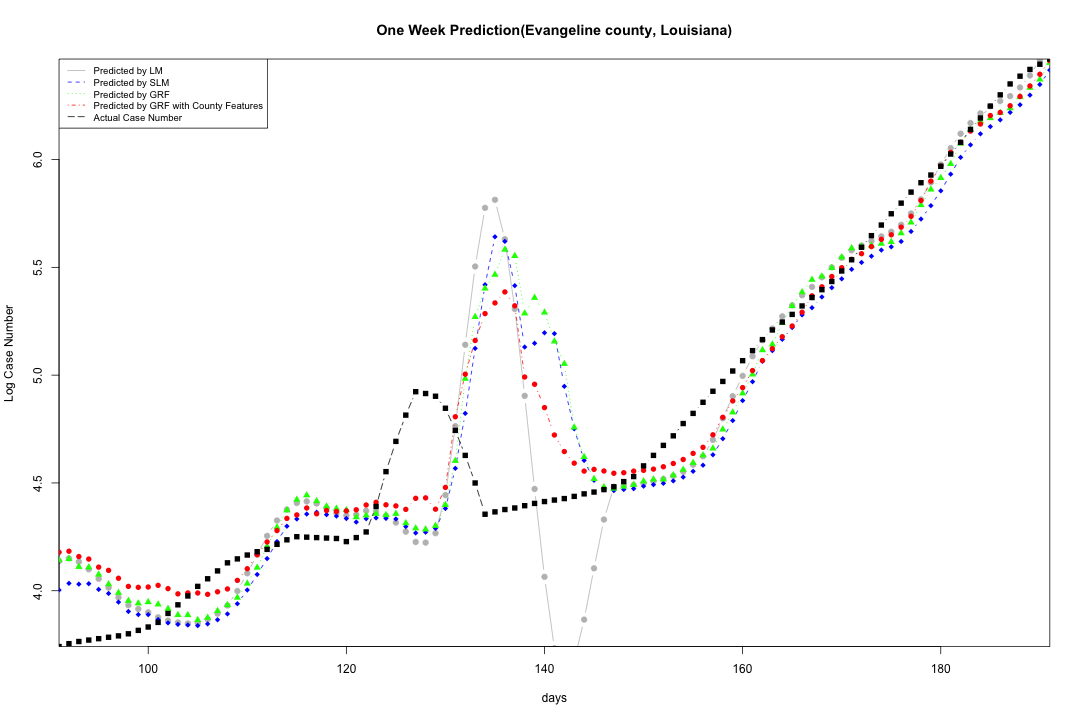 One Week Prediction(Evangeline county, Louisiana)
Predicted by LM
Predicted by SLM
Predicted by GRF
Predicted by GRF with County Features
Actual Case Number
Log Case Number
6.0
5.5
5.0
4.5
4.0
100 120 140 160 180
days